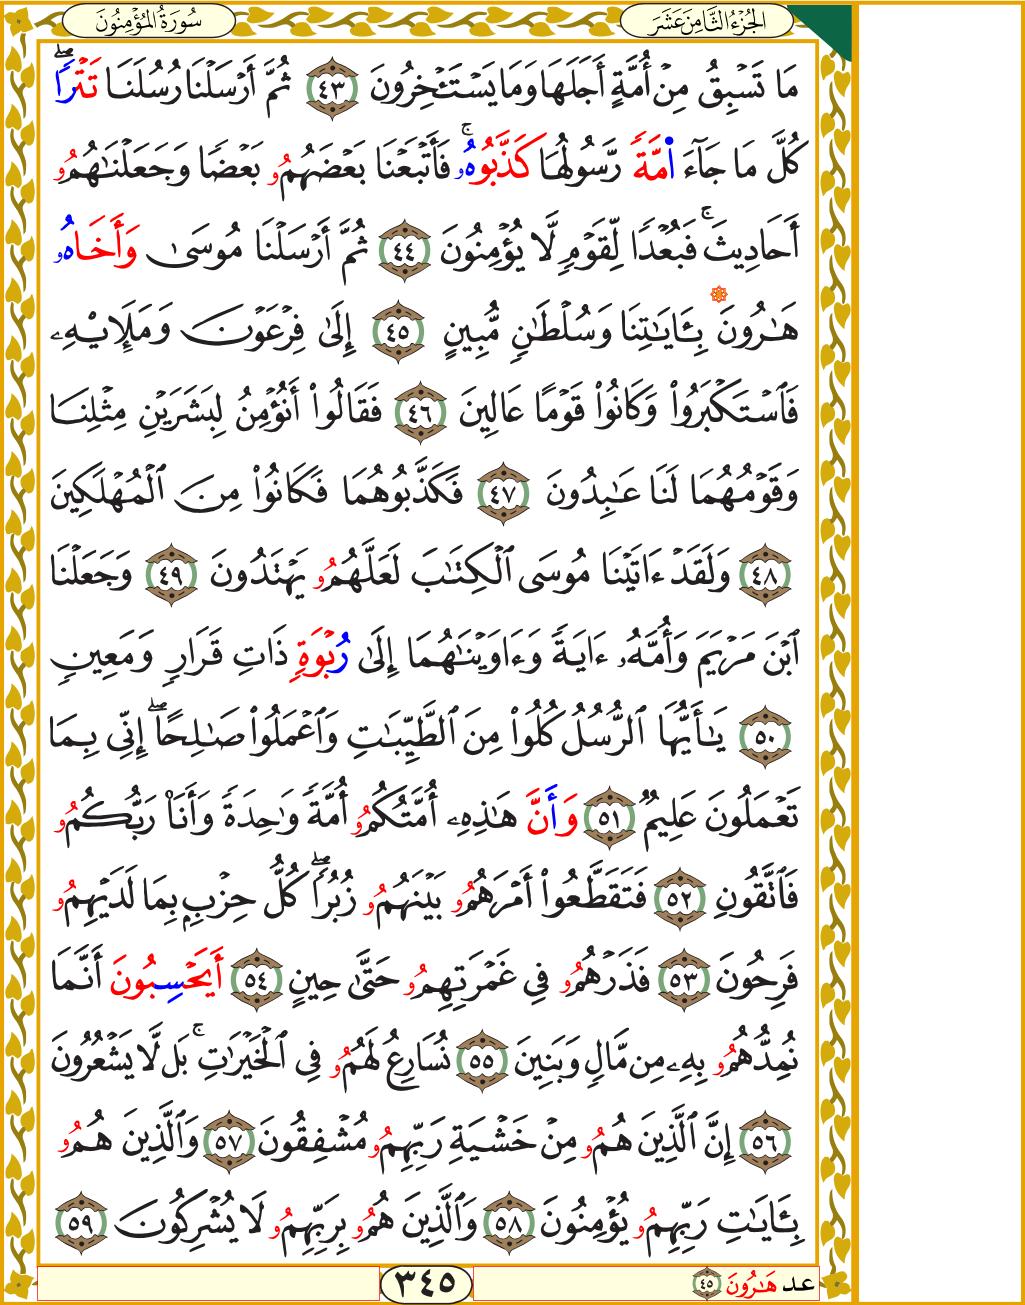 الجُزْءُ الثَّامِنَ عَشَرَ
سُورَةُ المُؤْمِنُونَ
مَا تَسْبِقُ مِنْ أُمَّةٍ أَجَلَهَا وَمَا يَسْتَـْٔخِرُونَ ٤٣ ثُمَّ أَرْسَلْنَا رُسُلَنَا تَتْرًاۖ
كُلَّ مَا جَآءَ ا۟مَّةً رَّسُولُهَا كَذَّبُوهُۥۚ فَأَتْبَعْنَا بَعْضَهُمُۥ بَعْضًا وَجَعَلْنَٰهُمُۥ
أَحَادِيثَۚ فَبُعْدًا لِّقَوْمٍ لَّا يُؤْمِنُونَ ٤٤ ثُمَّ أَرْسَلْنَا مُوسَىٰ وَأَخَاهُۥ
هَٰرُونَ بِـَٔايَٰتِنَا وَسُلْطَٰنٍ مُّبِينٍ ٤٥ إِلَىٰ فِرْعَوْنَ وَمَلَإِي۟هِۦ
فَٱسْتَكْبَرُوا۟ وَكَانُوا۟ قَوْمًا عَالِينَ ٤٦ فَقَالُوٓا۟ أَنُؤْمِنُ لِبَشَرَيْنِ مِثْلِنَا
وَقَوْمُهُمَا لَنَا عَٰبِدُونَ ٤٧ فَكَذَّبُوهُمَا فَكَانُوا۟ مِنَ ٱلْمُهْلَكِينَ
٤٨ وَلَقَدْ ءَاتَيْنَا مُوسَى ٱلْكِتَٰبَ لَعَلَّهُمُۥ يَهْتَدُونَ ٤٩ وَجَعَلْنَا
ٱبْنَ مَرْيَمَ وَأُمَّهُۥ ءَايَةً وَءَاوَيْنَٰهُمَا إِلَىٰ رُبْوَةٍ ذَاتِ قَرَارٍ وَمَعِينٍ
٥٠ يَٰأَيُّهَا ٱلرُّسُلُ كُلُوا۟ مِنَ ٱلطَّيِّبَٰتِ وَٱعْمَلُوا۟ صَٰلِحًاۖ إِنِّي بِمَا
تَعْمَلُونَ عَلِيمٌ ٥١ وَأَنَّ هَٰذِهِۦ أُمَّتُكُمُۥ أُمَّةً وَٰحِدَةً وَأَنَا۠ رَبُّكُمُۥ
فَٱتَّقُونِ ٥٢ فَتَقَطَّعُوا۟ أَمْرَهُمُۥ بَيْنَهُمُۥ زُبُرًاۖ كُلُّ حِزْبٍ بِمَا لَدَيْهِمُۥ
فَرِحُونَ ٥٣ فَذَرْهُمُۥ فِي غَمْرَتِهِمُۥ حَتَّىٰ حِينٍ ٥٤ أَيَحْسِبُونَ أَنَّمَا
نُمِدُّهُمُۥ بِهِۦ مِن مَّالٍ وَبَنِينَ ٥٥ نُسَارِعُ لَهُمُۥ فِي ٱلْخَيْرَٰتِۚ بَل لَّا يَشْعُرُونَ
٥٦ إِنَّ ٱلَّذِينَ هُمُۥ مِنْ خَشْيَةِ رَبِّهِمُۥ مُشْفِقُونَ ٥٧ وَٱلَّذِينَ هُمُۥ
بِـَٔايَٰتِ رَبِّهِمُۥ يُؤْمِنُونَ ٥٨ وَٱلَّذِينَ هُمُۥ بِرَبِّهِمُۥ لَا يُشْرِكُونَ ٥٩
عد هَٰرُونَ ٤٥
٣٤٥